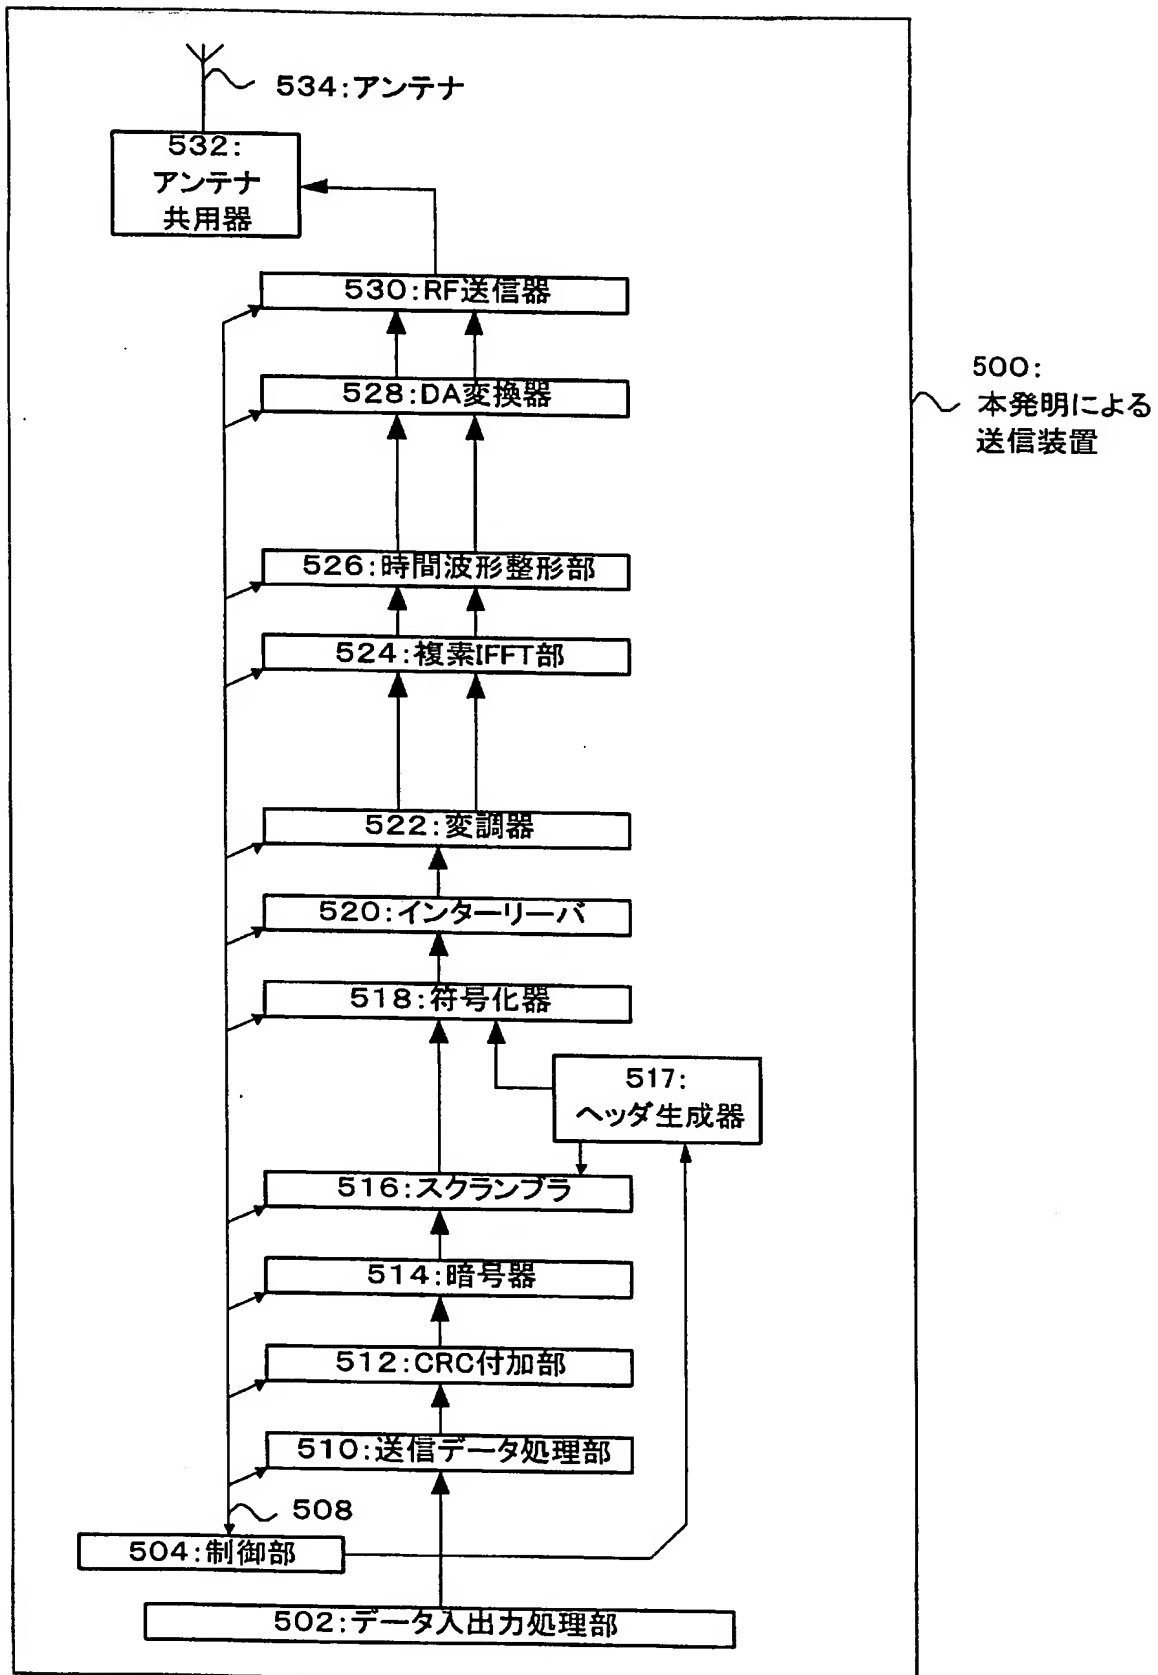 534:アンテナ
532:
アンテナ
共用器
530:RF送信器
528:DA変換器
500:
本発明による
送信装置
526:時間波形整形部
524:複素IFFT部
522:変調器
520:インターリーバ
518:符号化器
517:
ヘッダ生成器
516:スクランブラ
514:暗号器
512:CRC付加部
510:送信データ処理部
508
504:制御部
502:データ入出力処理部